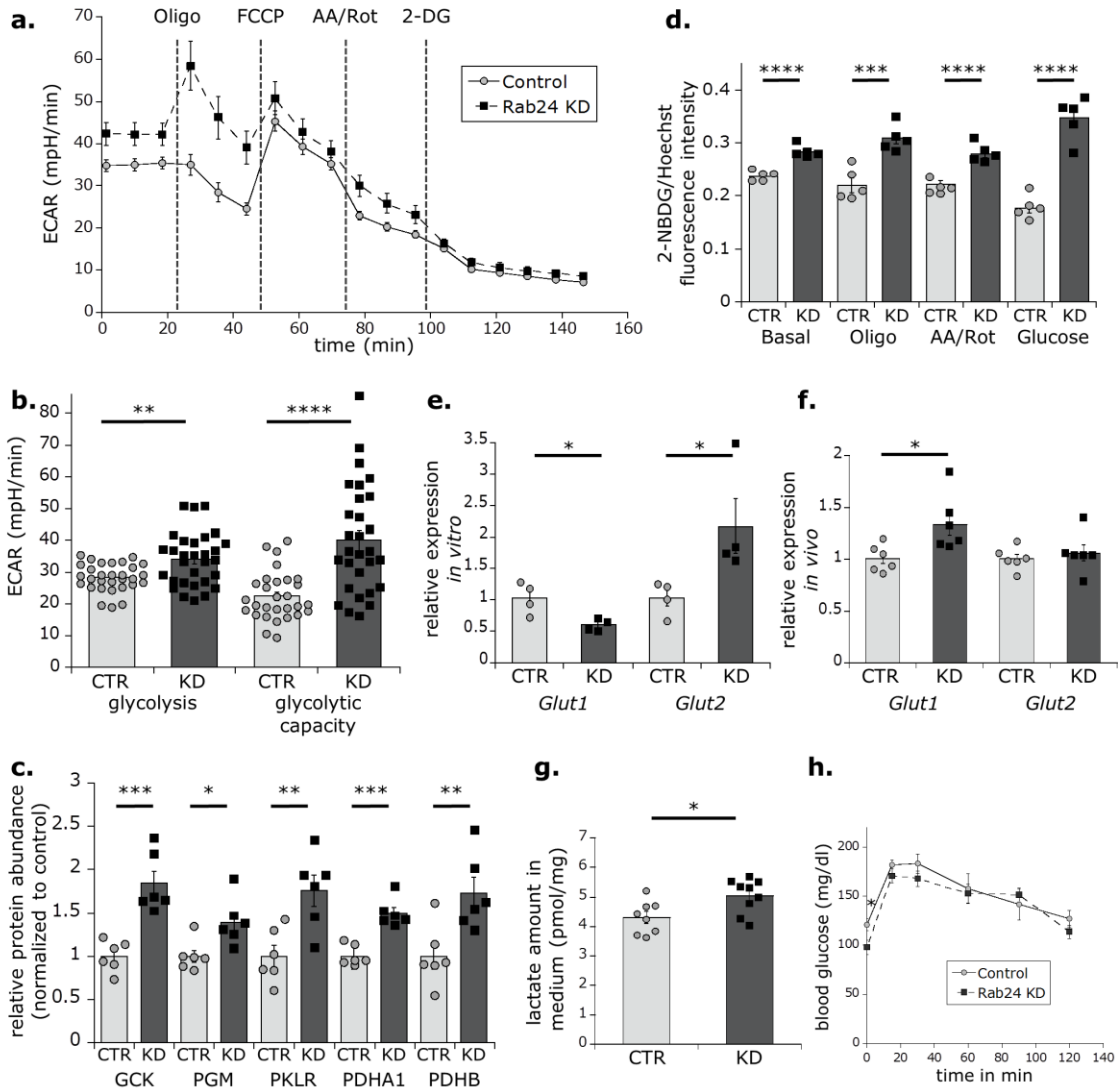 a.
Oligo FCCP AA/Rot 2-DG
ECAR (mpH/min)
70
60
50
40
30
20
10
0
0 20 40 60 80 100 120 140 160
time (min)
Control
Rab24 KD
d.
**** *** **** ****
2-NBDG/Hoechst
fluorescence intensity
0.4
0.3
0.2
0.1
CTR KD CTR KD CTR KD CTR KD
Basal Oligo AA/Rot Glucose
b.
** ****
ECAR (mpH/min)
80
70
60
50
40
30
20
10
0
CTR KD CTR KD
glycolysis glycolytic
capacity
e.
* *
relative expression
in vitro
3.5
3
2.5
2
1.5
1
0.5
0
CTR KD CTR KD
Glut1 Glut2
f.
*
relative expression
in vivo
2
1.5
1
0.5
0
CTR KD CTR KD
Glut1 Glut2
c.
*** * ** *** **
relative protein abundance
(normalized to control)
3
2.5
2
1.5
1
0.5
0
CTR KD CTR KD CTR KD CTR KD CTR KD
GCK PGM PKLR PDHA1 PDHB
g.
*
lactate amount in
medium (pmol/mg)
7
6
5
4
3
2
1
0
CTR KD
h.
blood glucose (mg/dl)
200
150
100
50
0
*
Control
Rab24 KD
0 20 40 60 80 100 120 140
time in min